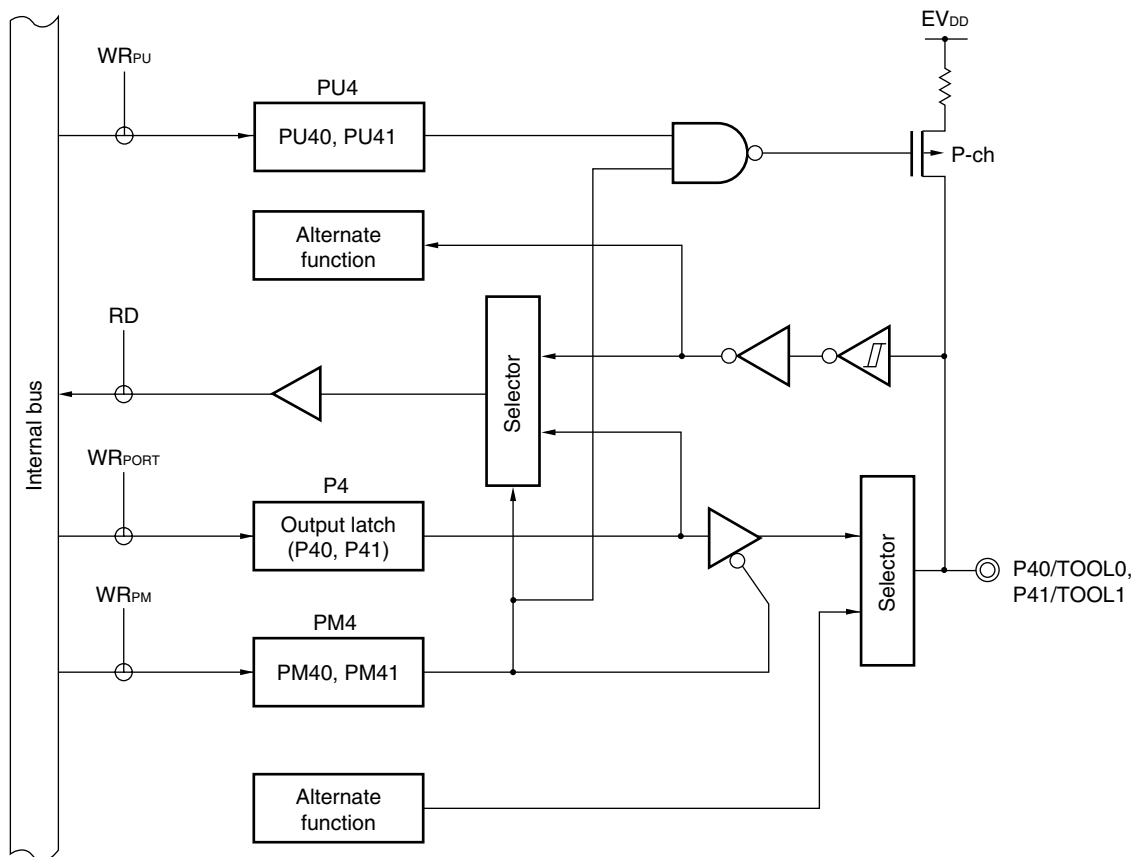 EVDD
WRPU
PU4
PU40, PU41
P-ch
Alternate
function
RD
Selector
Internal bus
WRPORT
P4
Output latch
(P40, P41)
Selector
P40/TOOL0,
P41/TOOL1
WRPM
PM4
PM40, PM41
Alternate
function